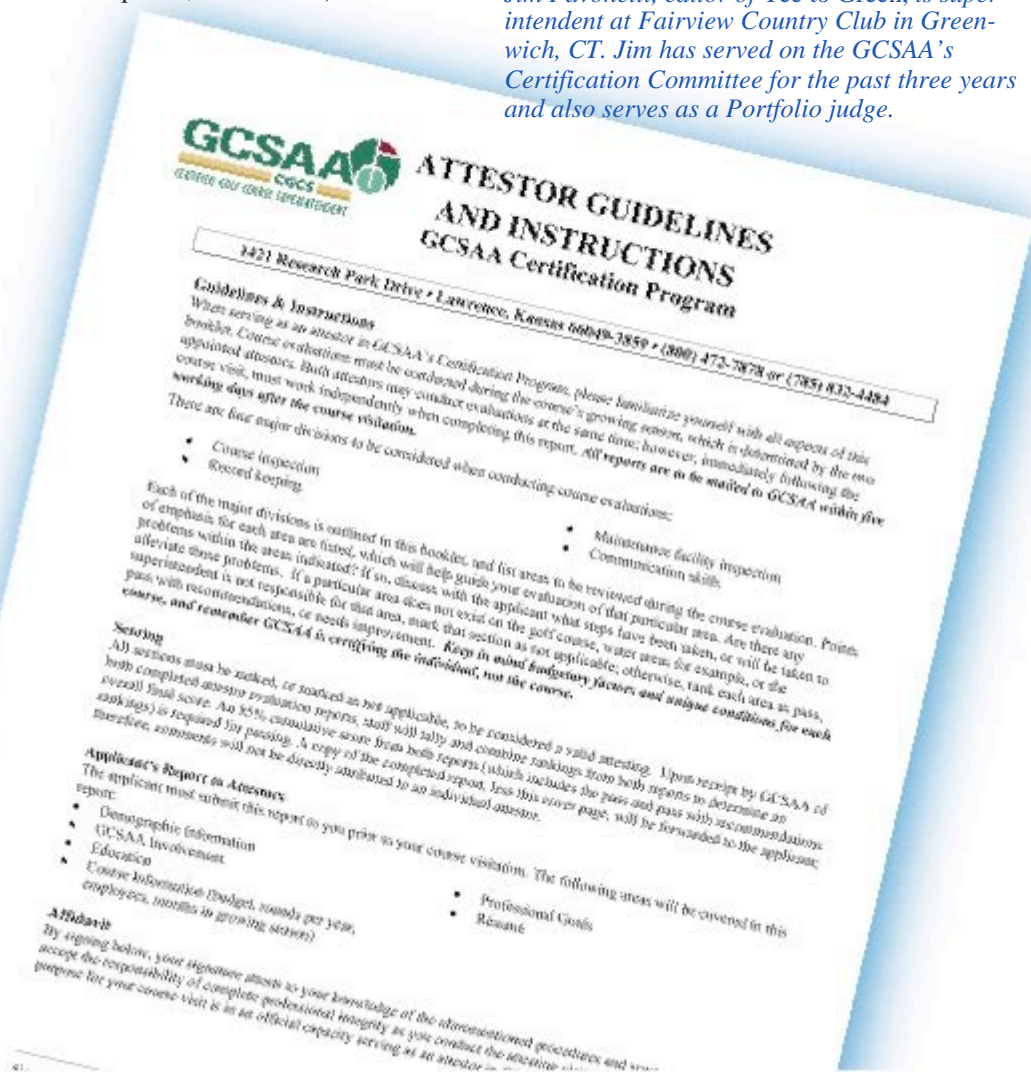 intendent at Fairview Country Club in Green-
wich, CT. Jim has served on the GCSAA's
Certification Committee for the past three years
and also serves as a Portfolio judge.
GCSAA
CGCS
CERTIFIED GOLF COURSE SUPERINTENDENT
ATTESTOR GUIDELINES
AND INSTRUCTIONS
GCSAA Certification Program
1421 Research Park Drive • Lawrence, Kansas 66049-3859 • (800) 472-7878 or (785) 832-4484
Guidelines & Instructions
When serving as an attestor in GCSAA's Certification Program, please familiarize yourself with all aspects of this
booklet. Course evaluations must be conducted during the course's growing season, which is determined by the two
appointed attestors. Both attestors may conduct evaluations at the same time; however, immediately following the
course visit, must work independently when completing this report. All reports are to be mailed to GCSAA within five
working days after the course visitation.
There are four major divisions to be considered when conducting course evaluations:
• Course inspection
• Record keeping
• Maintenance facility inspection
• Communication skills
Each of the major divisions is outlined in this booklet, and list areas to be reviewed during the course evaluation. Points
of emphasis for each area are listed, which will help guide your evaluation of that particular area. Are there any
problems within the areas indicated? If so, discuss with the applicant what steps have been taken, or will be taken to
alleviate those problems. If a particular area does not exist on the golf course, water areas for example, or the
superintendent is not responsible for that area, mark that section as not applicable; otherwise, rank each area as pass,
pass with recommendations, or needs improvement. Keep in mind budgetary factors and unique conditions for each
course, and remember GCSAA is certifying the individual, not the course.
Scoring
All sections must be ranked, or marked as not applicable, to be considered a valid attesting. Upon receipt by GCSAA of
both completed attestor evaluation reports, staff will tally and combine rankings from both reports to determine an
overall final score. An 85% cumulative score from both reports (which includes the pass and pass with recommendations
rankings) is required for passing. A copy of the completed report, less this cover page, will be forwarded to the applicant;
therefore, comments will not be directly attributed to an individual attestor.
Applicant's Report to Attestors
The applicant must submit this report to you prior to your course visitation. The following areas will be covered in this
report:
• Demographic Information
• GCSAA Involvement
• Education
• Course Information (budget, rounds per year,
employees, months in growing season)
• Professional Goals
• Résumé
Affidavit
By signing below, your signature attests to your knowledge of the aforementioned procedures and
accept the responsibility of complete professional integrity as you conduct the attesting
purpose for your course visit is in an official capacity serving as an attestor